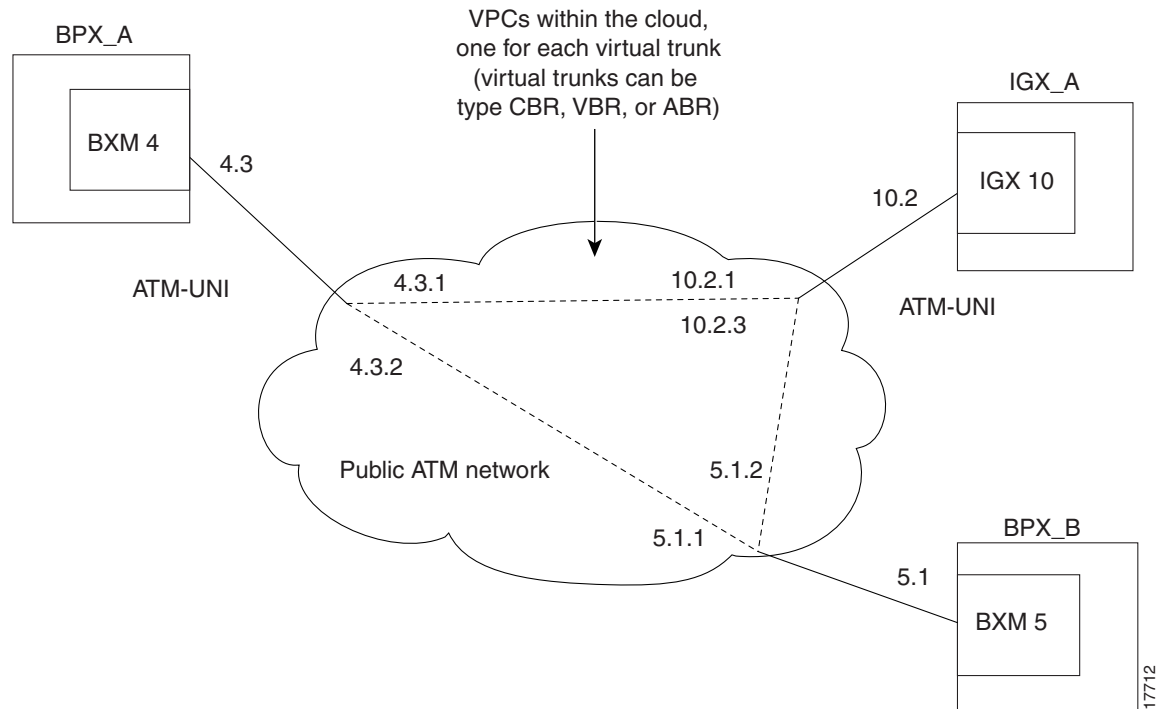 VPCs within the cloud,
one for each virtual trunk
(virtual trunks can be
type CBR, VBR, or ABR)
BPX_A
IGX_A
BXM 4
4.3
IGX 10
10.2
ATM-UNI
4.3.1
10.2.1
ATM-UNI
10.2.3
4.3.2
Public ATM network
5.1.2
5.1.1
BPX_B
5.1
BXM 5
17712